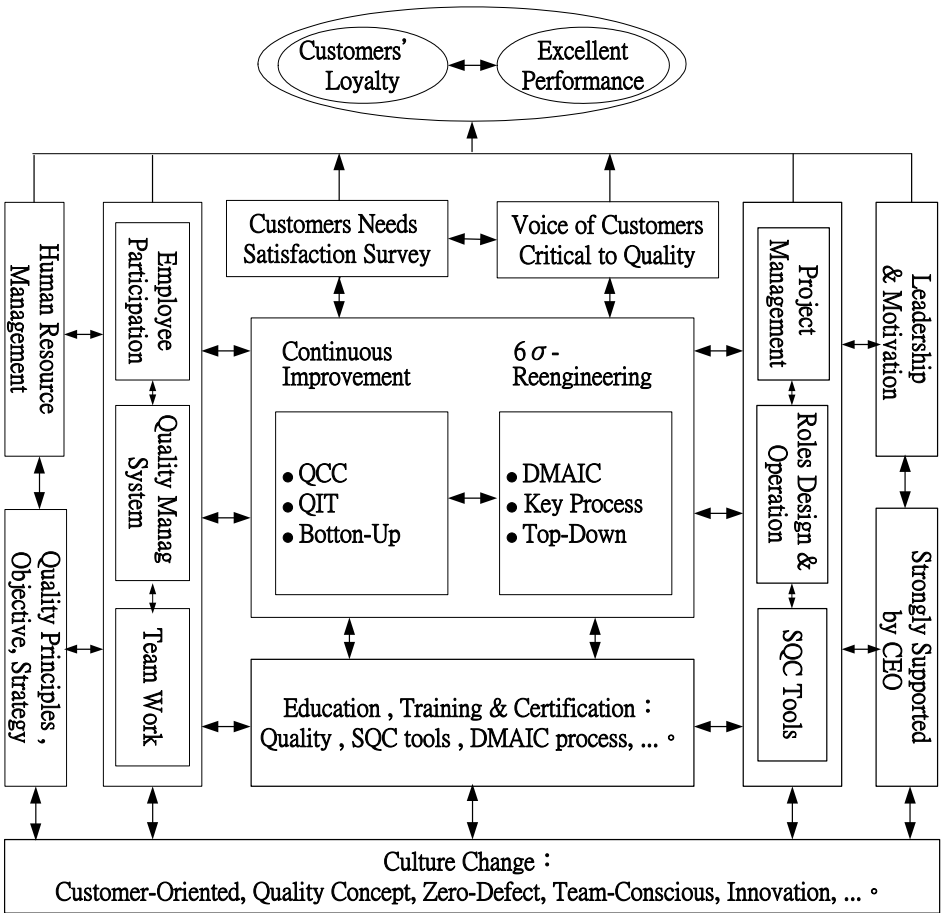 Customers'
Loyalty
Excellent
Performance
Customers Needs
Satisfaction Survey
Voice of Customers
Critical to Quality
Human Resource
Management
Employee
Participation
Project
Management
Leadership
& Motivation
Continuous
Improvement
6σ-
Reengineering
Quality Manag
System
● QCC
● QIT
● Botton-Up
● DMAIC
● Key Process
● Top-Down
Roles Design &
Operation
Quality Principles ,
Objective, Strategy
Team Work
SQC Tools
Strongly Supported
by CEO
Education , Training & Certification：
Quality , SQC tools , DMAIC process, ... 。
Culture Change：
Customer-Oriented, Quality Concept, Zero-Defect, Team-Conscious, Innovation, ... 。